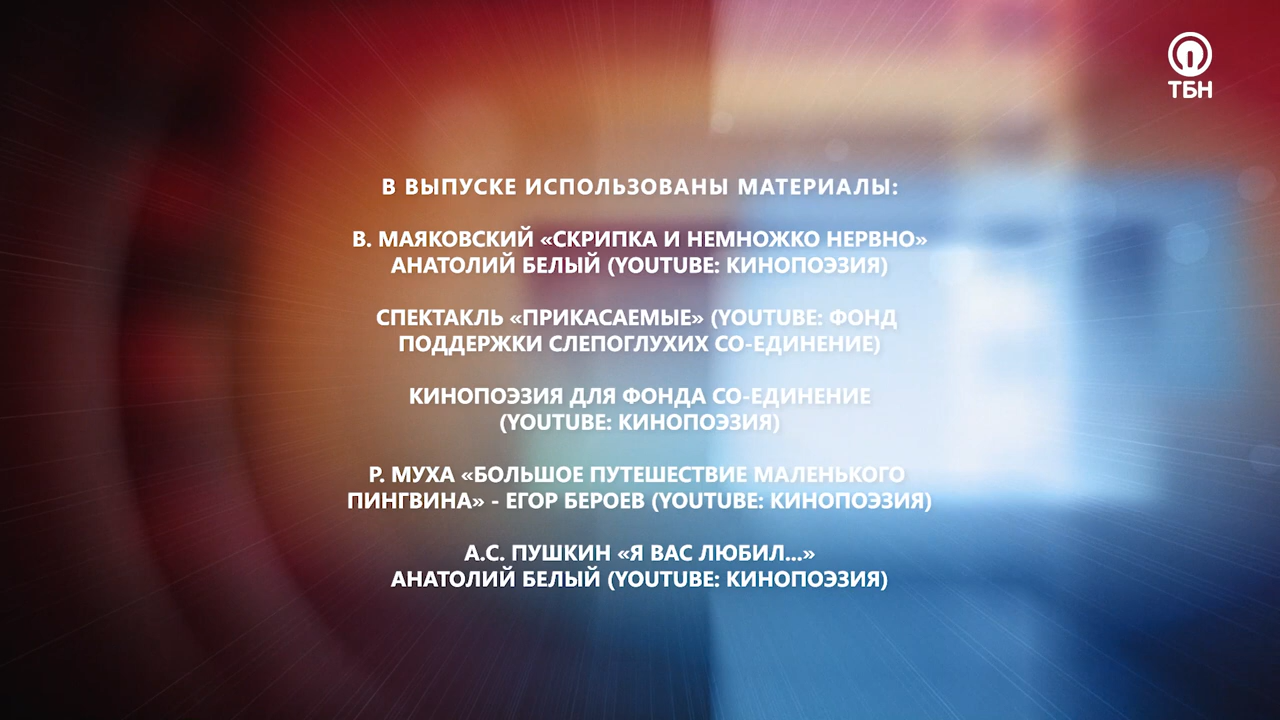 ТБН
В ВЫПУСКЕ ИСПОЛЬЗОВАНЫ МАТЕРИАЛЫ:
В. МАЯКОВСКИЙ «СКРИПКА И НЕМНОЖКО НЕРВНО»
АНАТОЛИЙ БЕЛЫЙ (YOUTUBE: КИНОПОЭЗИЯ)
СПЕКТАКЛЬ «ПРИКАСАЕМЫЕ» (YOUTUBE: ФОНД
ПОДДЕРЖКИ СЛЕПОГЛУХИХ СО-ЕДИНЕНИЕ)
КИНОПОЭЗИЯ ДЛЯ ФОНДА СО-ЕДИНЕНИЕ
(YOUTUBE: КИНОПОЭЗИЯ)
Р. МУХА «БОЛЬШОЕ ПУТЕШЕСТВИЕ МАЛЕНЬКОГО
ПИНГВИНА» - ЕГОР БЕРОЕВ (YOUTUBE: КИНОПОЭЗИЯ)
А.С. ПУШКИН «Я ВАС ЛЮБИЛ...»
АНАТОЛИЙ БЕЛЫЙ (YOUTUBE: КИНОПОЭЗИЯ)